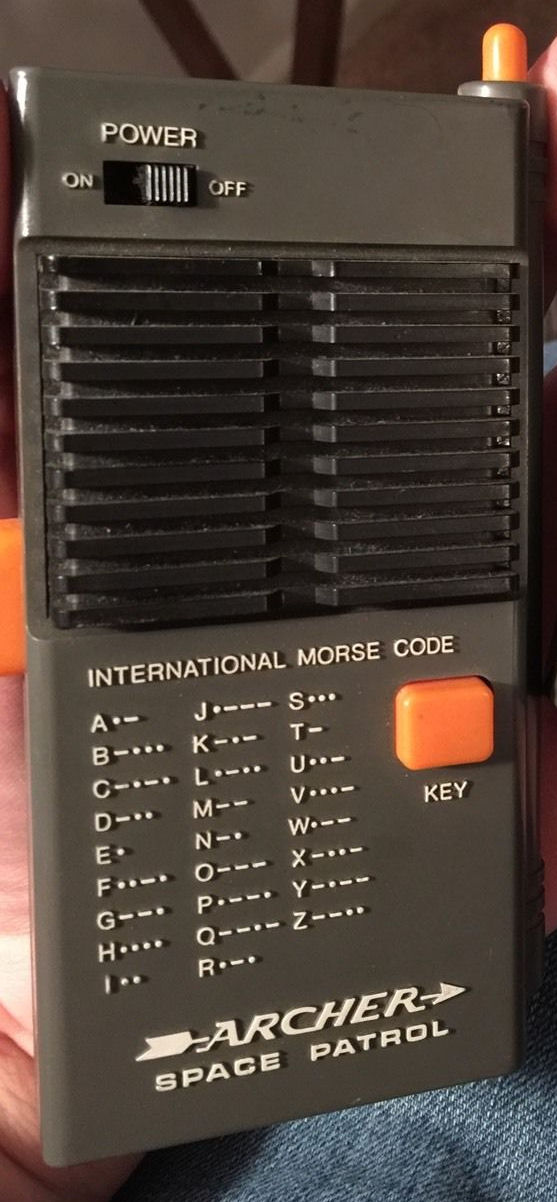 POWER
ON OFF
INTERNATIONAL MORSE CODE
A•– J•––– S•••
B–••• K–•– T–
C–•–• L•–•• U••–
D–•• M–– V•••–
E• N–• W•––
F••–• O––– X–••–
G––• P•––• Y–•––
H•••• Q––•– Z––••
I•• R•–•
KEY
ARCHER
SPACE PATROL